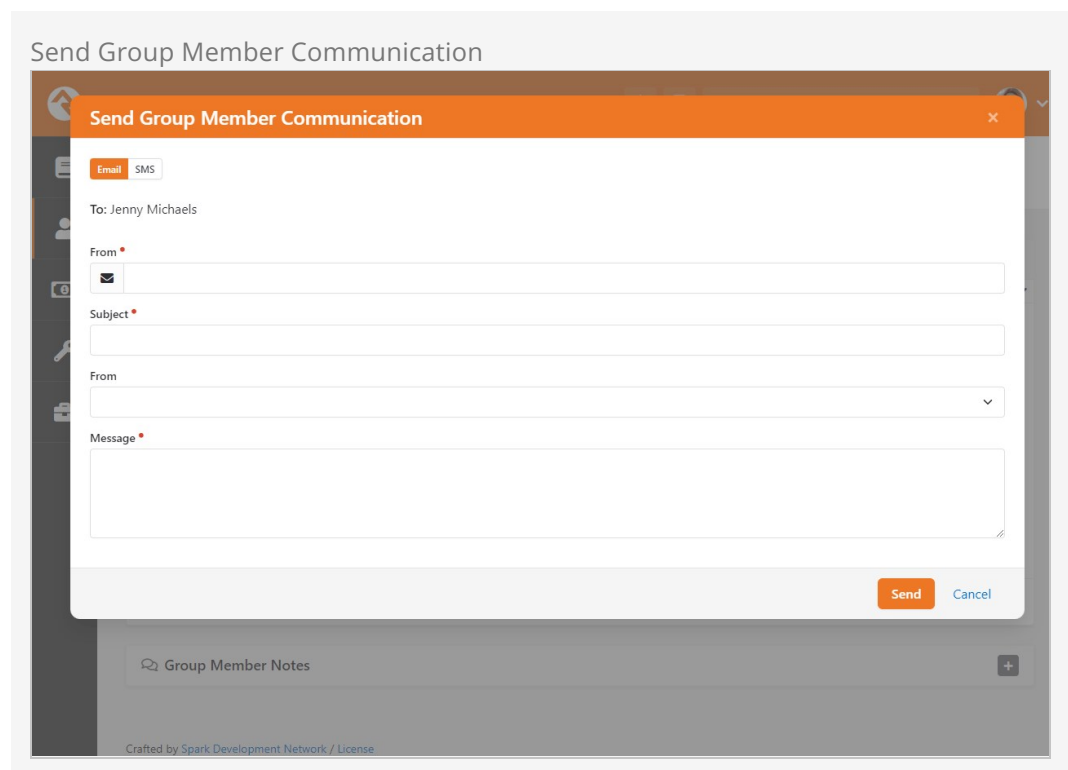 Send Group Member Communication
Send Group Member Communication
×
Email SMS
To: Jenny Michaels
From
Subject
From
Message
Send Cancel
Group Member Notes
Crafted by Spark Development Network / License